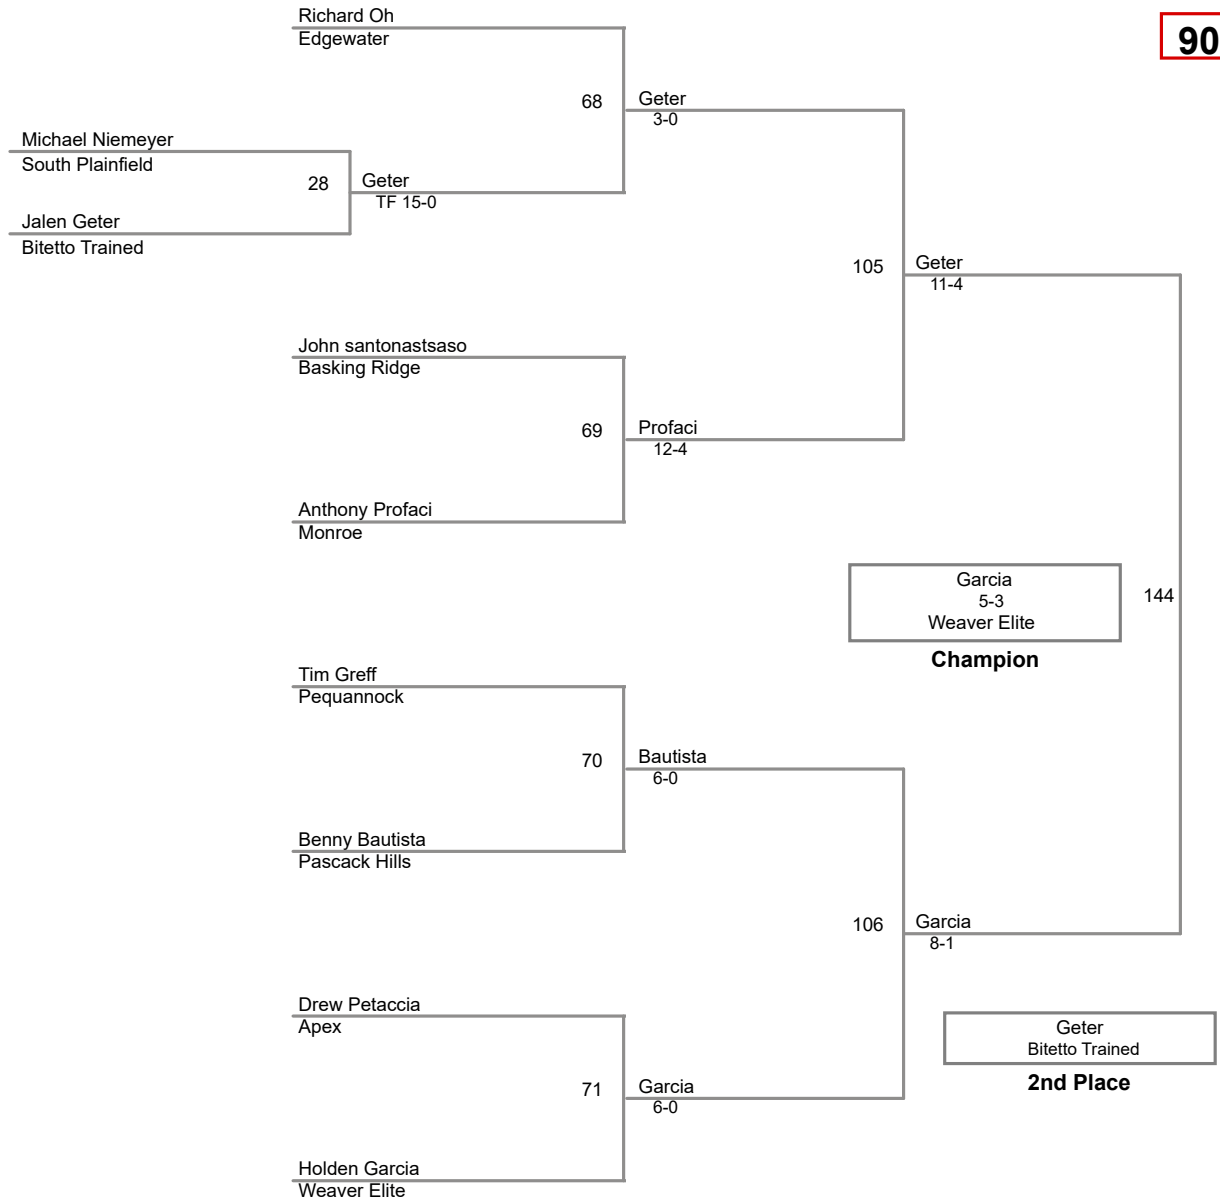 Richard Oh
Edgewater
90
68
Geter
3-0
Michael Niemeyer
South Plainfield
28
Geter
TF 15-0
Jalen Geter
Bitetto Trained
105
Geter
11-4
John santonastsaso
Basking Ridge
69
Profaci
12-4
Anthony Profaci
Monroe
Garcia
5-3
Weaver Elite
Champion
144
Tim Greff
Pequannock
70
Bautista
6-0
Benny Bautista
Pascack Hills
106
Garcia
8-1
Drew Petaccia
Apex
Geter
Bitetto Trained
2nd Place
71
Garcia
6-0
Holden Garcia
Weaver Elite